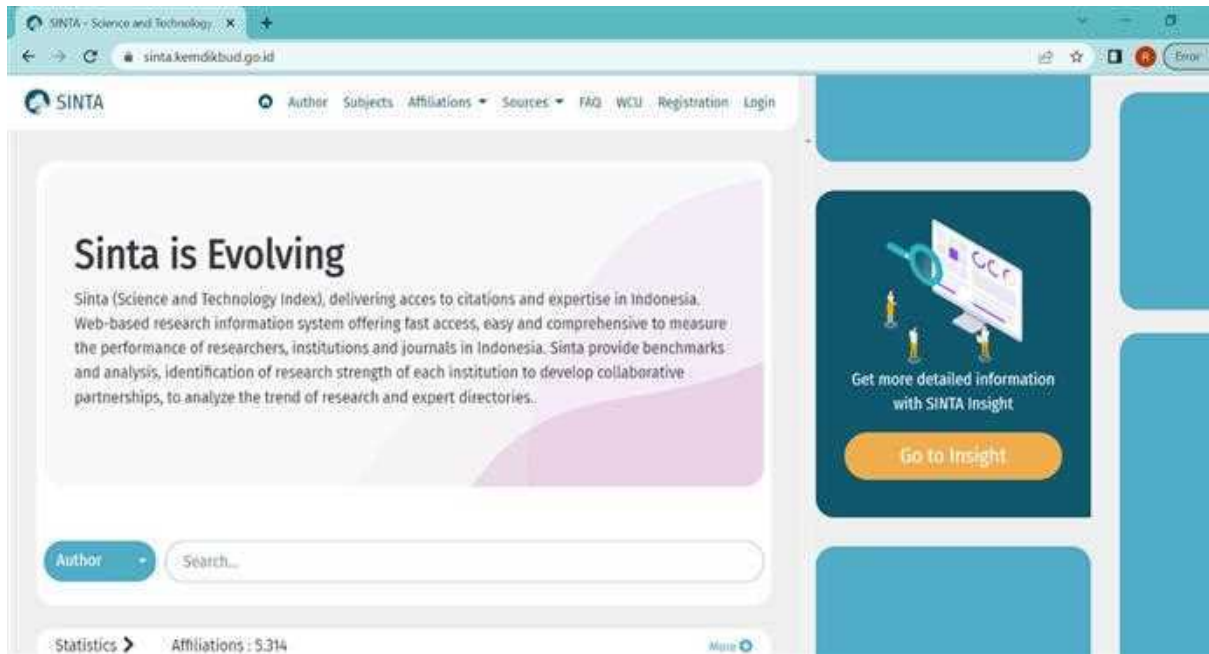 SINTA - Science and Technology
sinta.kemdikbud.go.id
Error
SINTA
Author Subjects Affiliations Sources FAQ WCU Registration Login
Sinta is Evolving
Sinta (Science and Technology Index), delivering acces to citations and expertise in Indonesia.
Web-based research information system offering fast access, easy and comprehensive to measure
the performance of researchers, institutions and journals in Indonesia. Sinta provide benchmarks
and analysis, identification of research strength of each institution to develop collaborative
partnerships, to analyze the trend of research and expert directories..
Get more detailed information
with SINTA Insight
Go to Insight
Author
Search...
Statistics Affiliations : 5.314
More